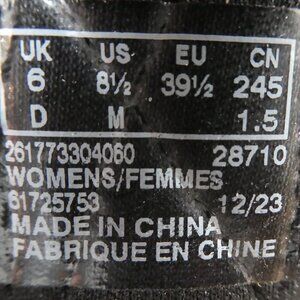 UK US EU CN
6 8½ 39½ 245
D M 1.5
261773304060 28710
WOMENS/FEMMES
61725753 12/23
MADE IN CHINA
FABRIQUE EN CHINE